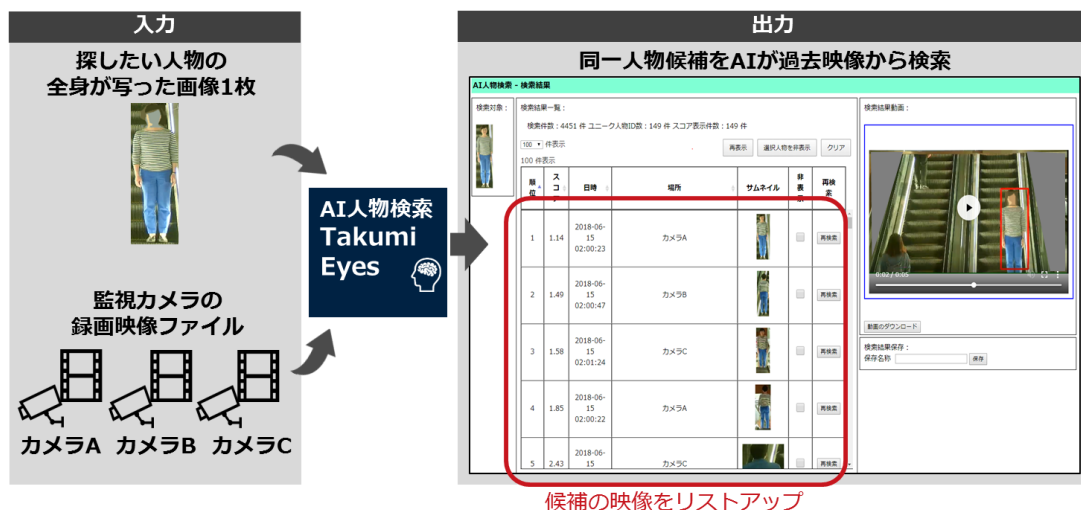 入力
探したい人物の
全身が写った画像1枚
監視カメラの
録画映像ファイル
カメラA カメラB カメラC
AI人物検索
Takumi
Eyes
出力
同一人物候補をAIが過去映像から検索
AI人物検索 - 検索結果
検索対象：
検索結果一覧：
検索件数：4451 件 ユニーク人物ID数：149 件 スコア表示件数：149 件
100 件表示
再表示 選択人物を非表示 クリア
100 件表示
順位 スコア 日時 場所 サムネイル 非表示 再検索
1 1.14 2018-06-15 02:00:23 カメラA 再検索
2 1.49 2018-06-15 02:00:47 カメラB 再検索
3 1.58 2018-06-15 02:01:24 カメラC 再検索
4 1.85 2018-06-15 02:00:22 カメラA 再検索
5 2.43 2018-06-15 カメラC 再検索
検索結果動画：
0:02 / 0:05
動画のダウンロード
検索結果保存：
保存名称 保存
候補の映像をリストアップ